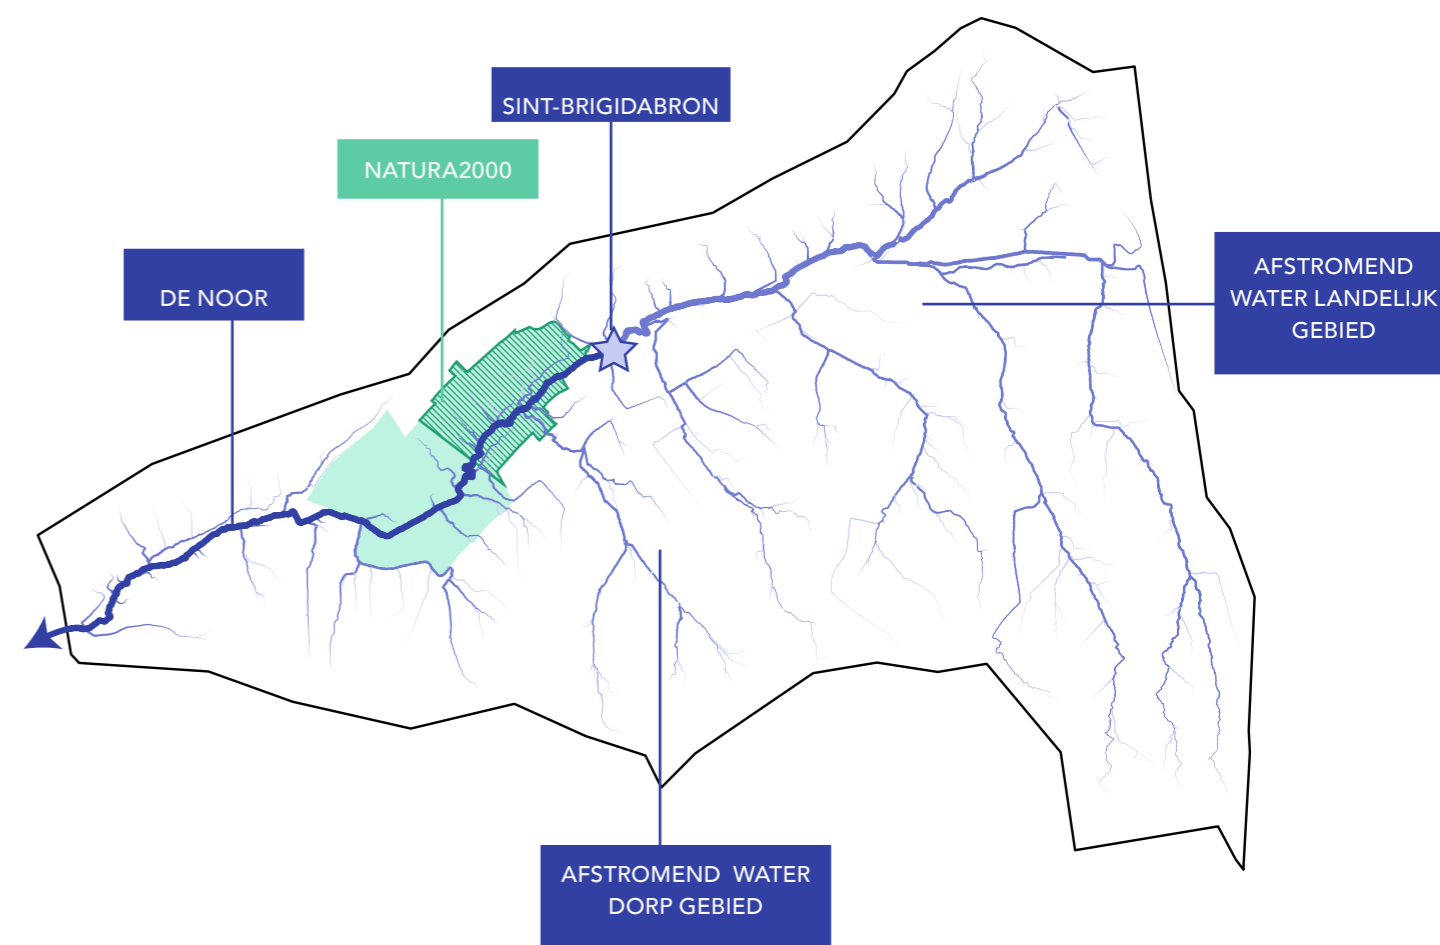 SINT-BRIGIDABRON
NATURA2000
DE NOOR
AFSTROMEND
WATER LANDELIJK
GEBIED
AFSTROMEND WATER
DORP GEBIED